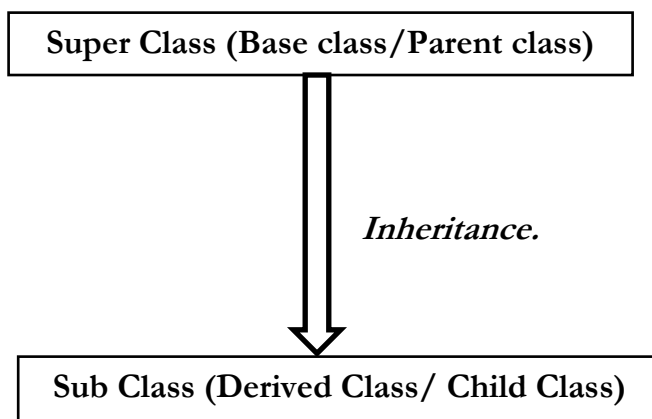 Super Class (Base class/Parent class)
Inheritance.
Sub Class (Derived Class/ Child Class)